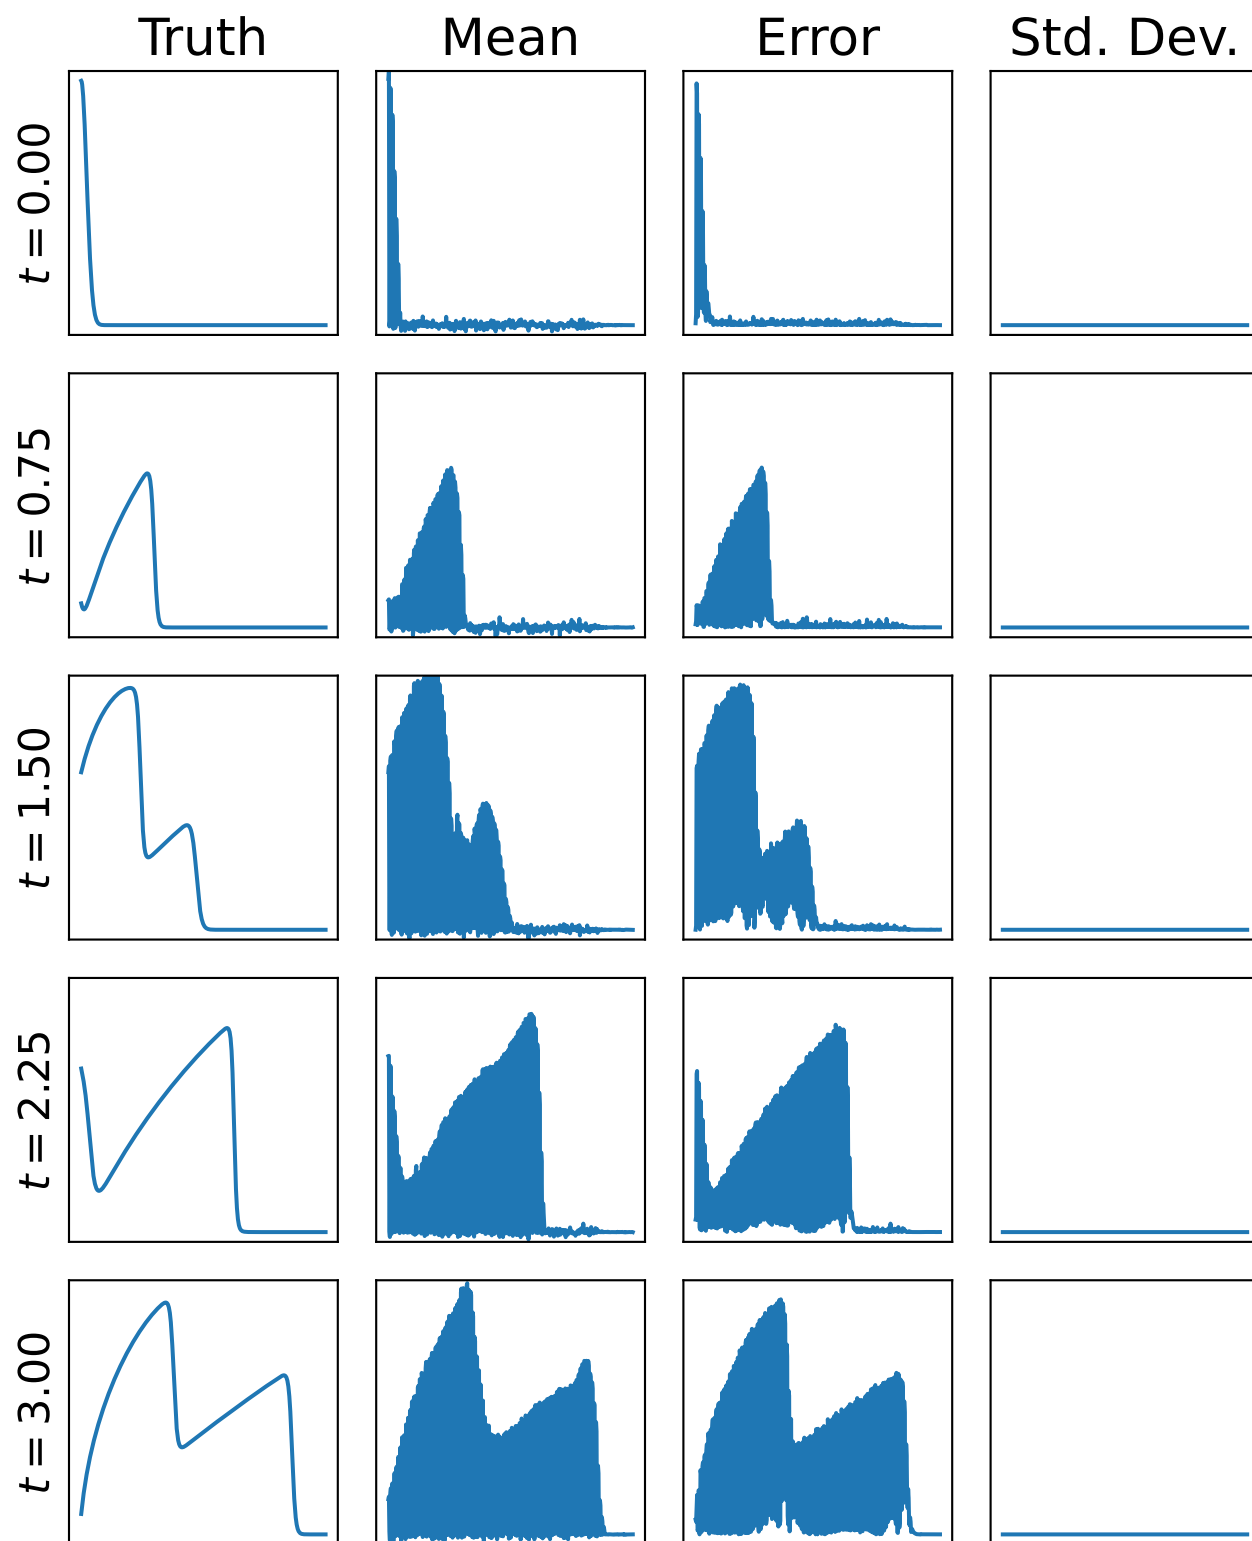 Truth Mean Error Std. Dev.
t = 0.00
t = 0.75
t = 1.50
t = 2.25
t = 3.00